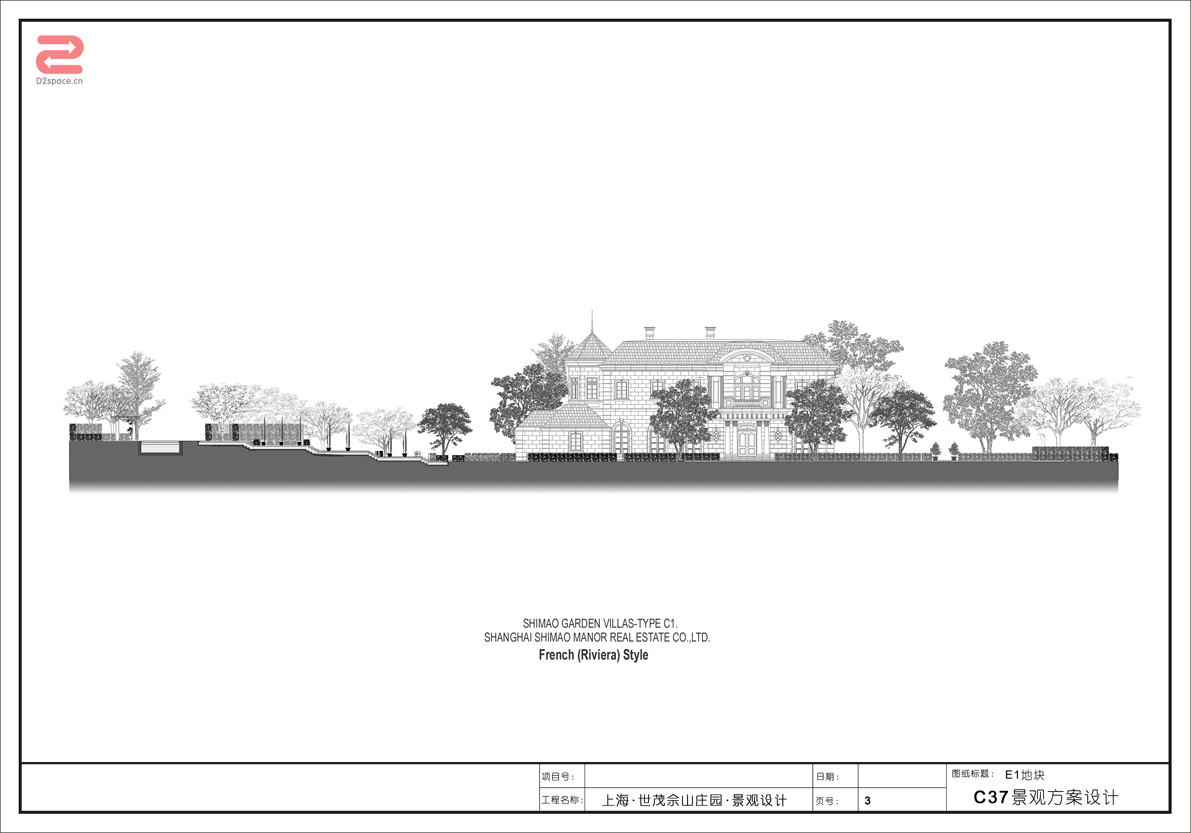 D2space.cn
SHIMAO GARDEN VILLAS-TYPE C1.
SHANGHAI SHIMAO MANOR REAL ESTATE CO.,LTD.
French (Riviera) Style
项目号:
日期:
图纸标题: E1地块
工程名称: 上海·世茂佘山庄园·景观设计
页号: 3
C37景观方案设计